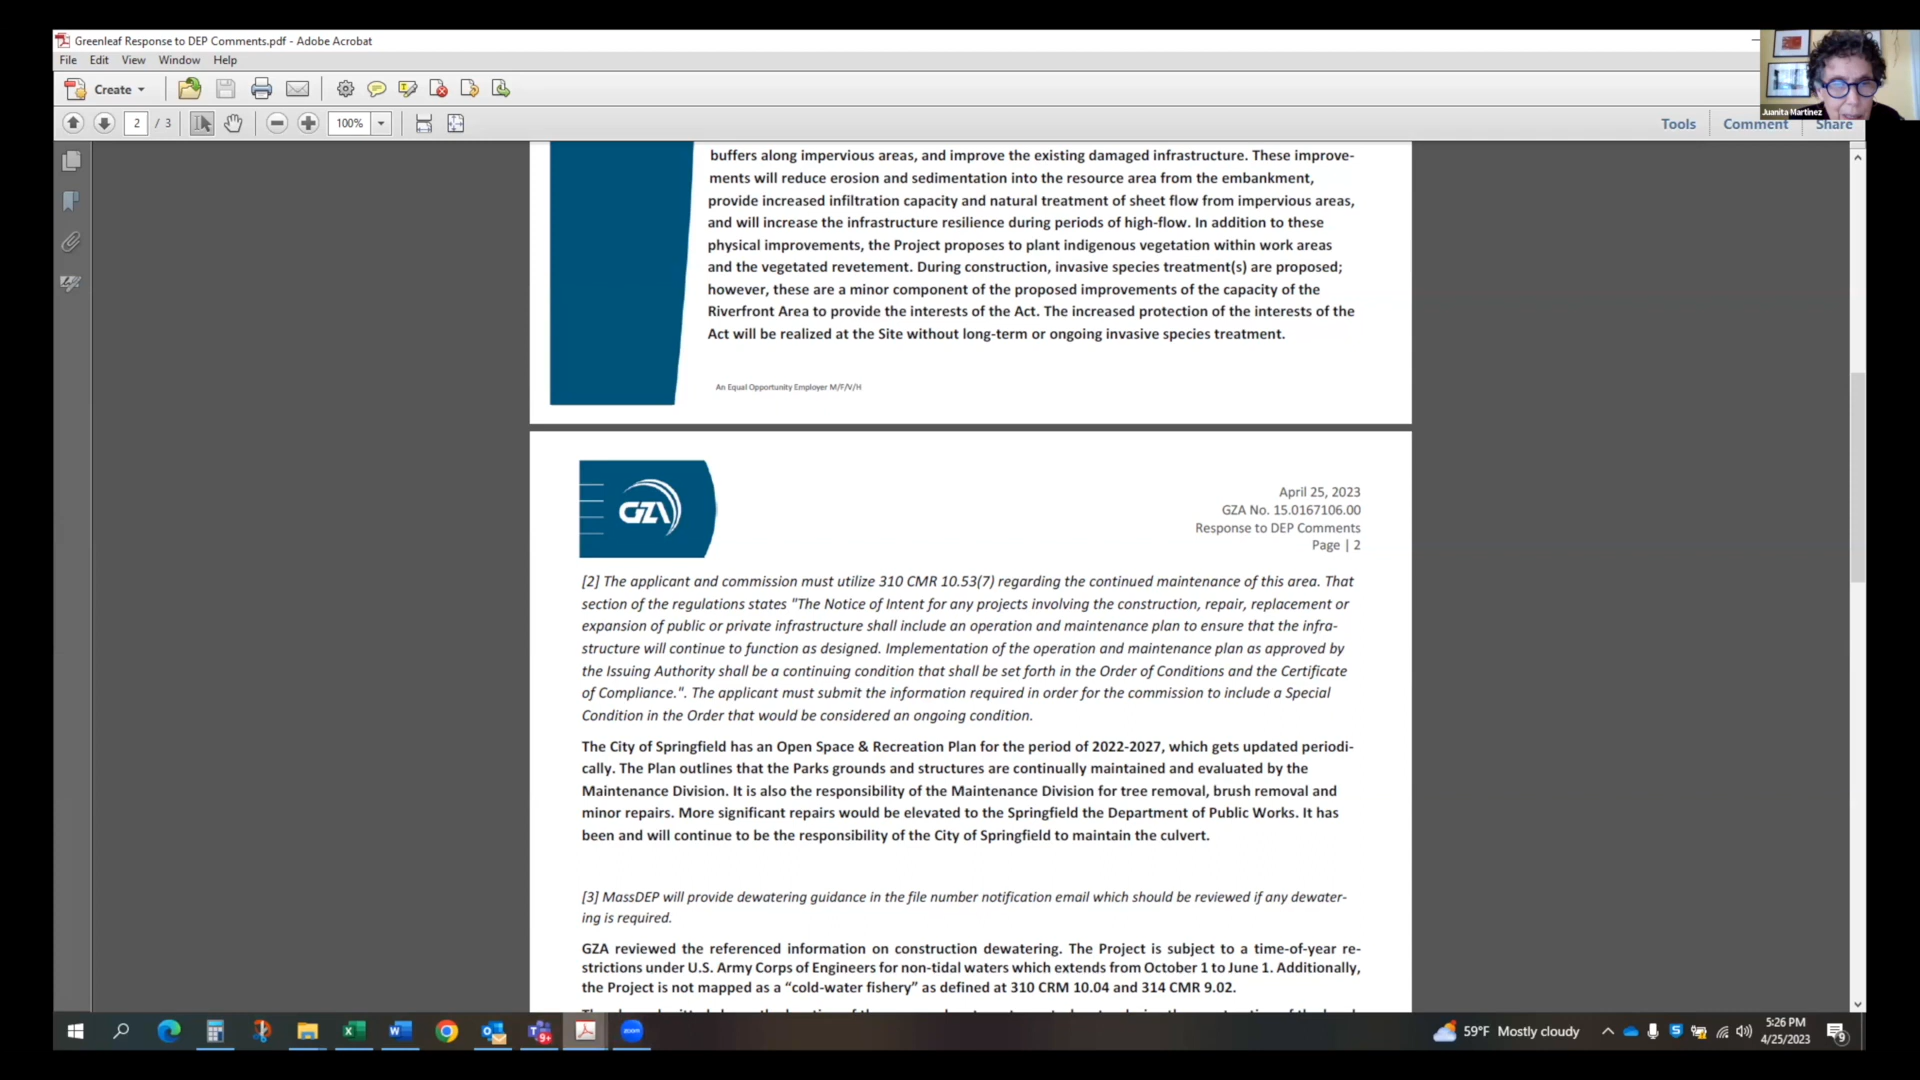 Greenleaf Response to DEP Comments.pdf - Adobe Acrobat
File Edit View Window Help
Create
2 / 3 100% Tools Comment Share
Juanita Martinez
buffers along impervious areas, and improve the existing damaged infrastructure. These improve-
ments will reduce erosion and sedimentation into the resource area from the embankment,
provide increased infiltration capacity and natural treatment of sheet flow from impervious areas,
and will increase the infrastructure resilience during periods of high-flow. In addition to these
physical improvements, the Project proposes to plant indigenous vegetation within work areas
and the vegetated revetement. During construction, invasive species treatment(s) are proposed;
however, these are a minor component of the proposed improvements of the capacity of the
Riverfront Area to provide the interests of the Act. The increased protection of the interests of the
Act will be realized at the Site without long-term or ongoing invasive species treatment.
An Equal Opportunity Employer M/F/V/H
GZA
April 25, 2023
GZA No. 15.0167106.00
Response to DEP Comments
Page | 2
[2] The applicant and commission must utilize 310 CMR 10.53(7) regarding the continued maintenance of this area. That
section of the regulations states "The Notice of Intent for any projects involving the construction, repair, replacement or
expansion of public or private infrastructure shall include an operation and maintenance plan to ensure that the infra-
structure will continue to function as designed. Implementation of the operation and maintenance plan as approved by
the Issuing Authority shall be a continuing condition that shall be set forth in the Order of Conditions and the Certificate
of Compliance.". The applicant must submit the information required in order for the commission to include a Special
Condition in the Order that would be considered an ongoing condition.
The City of Springfield has an Open Space & Recreation Plan for the period of 2022-2027, which gets updated periodi-
cally. The Plan outlines that the Parks grounds and structures are continually maintained and evaluated by the
Maintenance Division. It is also the responsibility of the Maintenance Division for tree removal, brush removal and
minor repairs. More significant repairs would be elevated to the Springfield the Department of Public Works. It has
been and will continue to be the responsibility of the City of Springfield to maintain the culvert.
[3] MassDEP will provide dewatering guidance in the file number notification email which should be reviewed if any dewater-
ing is required.
GZA reviewed the referenced information on construction dewatering. The Project is subject to a time-of-year re-
strictions under U.S. Army Corps of Engineers for non-tidal waters which extends from October 1 to June 1. Additionally,
the Project is not mapped as a “cold-water fishery” as defined at 310 CRM 10.04 and 314 CMR 9.02.
59°F Mostly cloudy
5:26 PM
4/25/2023